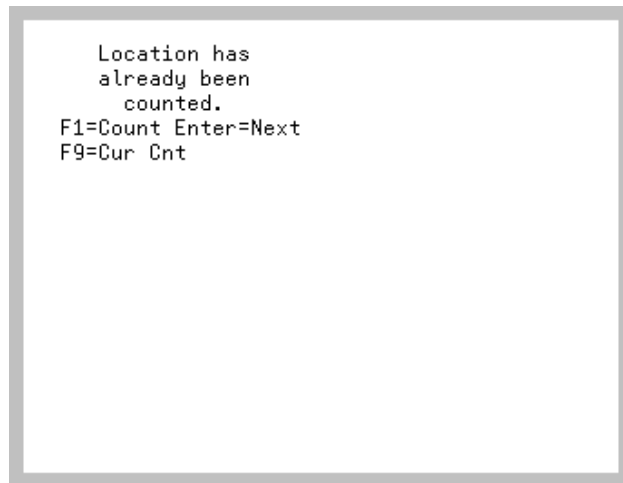 Location has
already been
counted.
F1=Count Enter=Next
F9=Cur Cnt